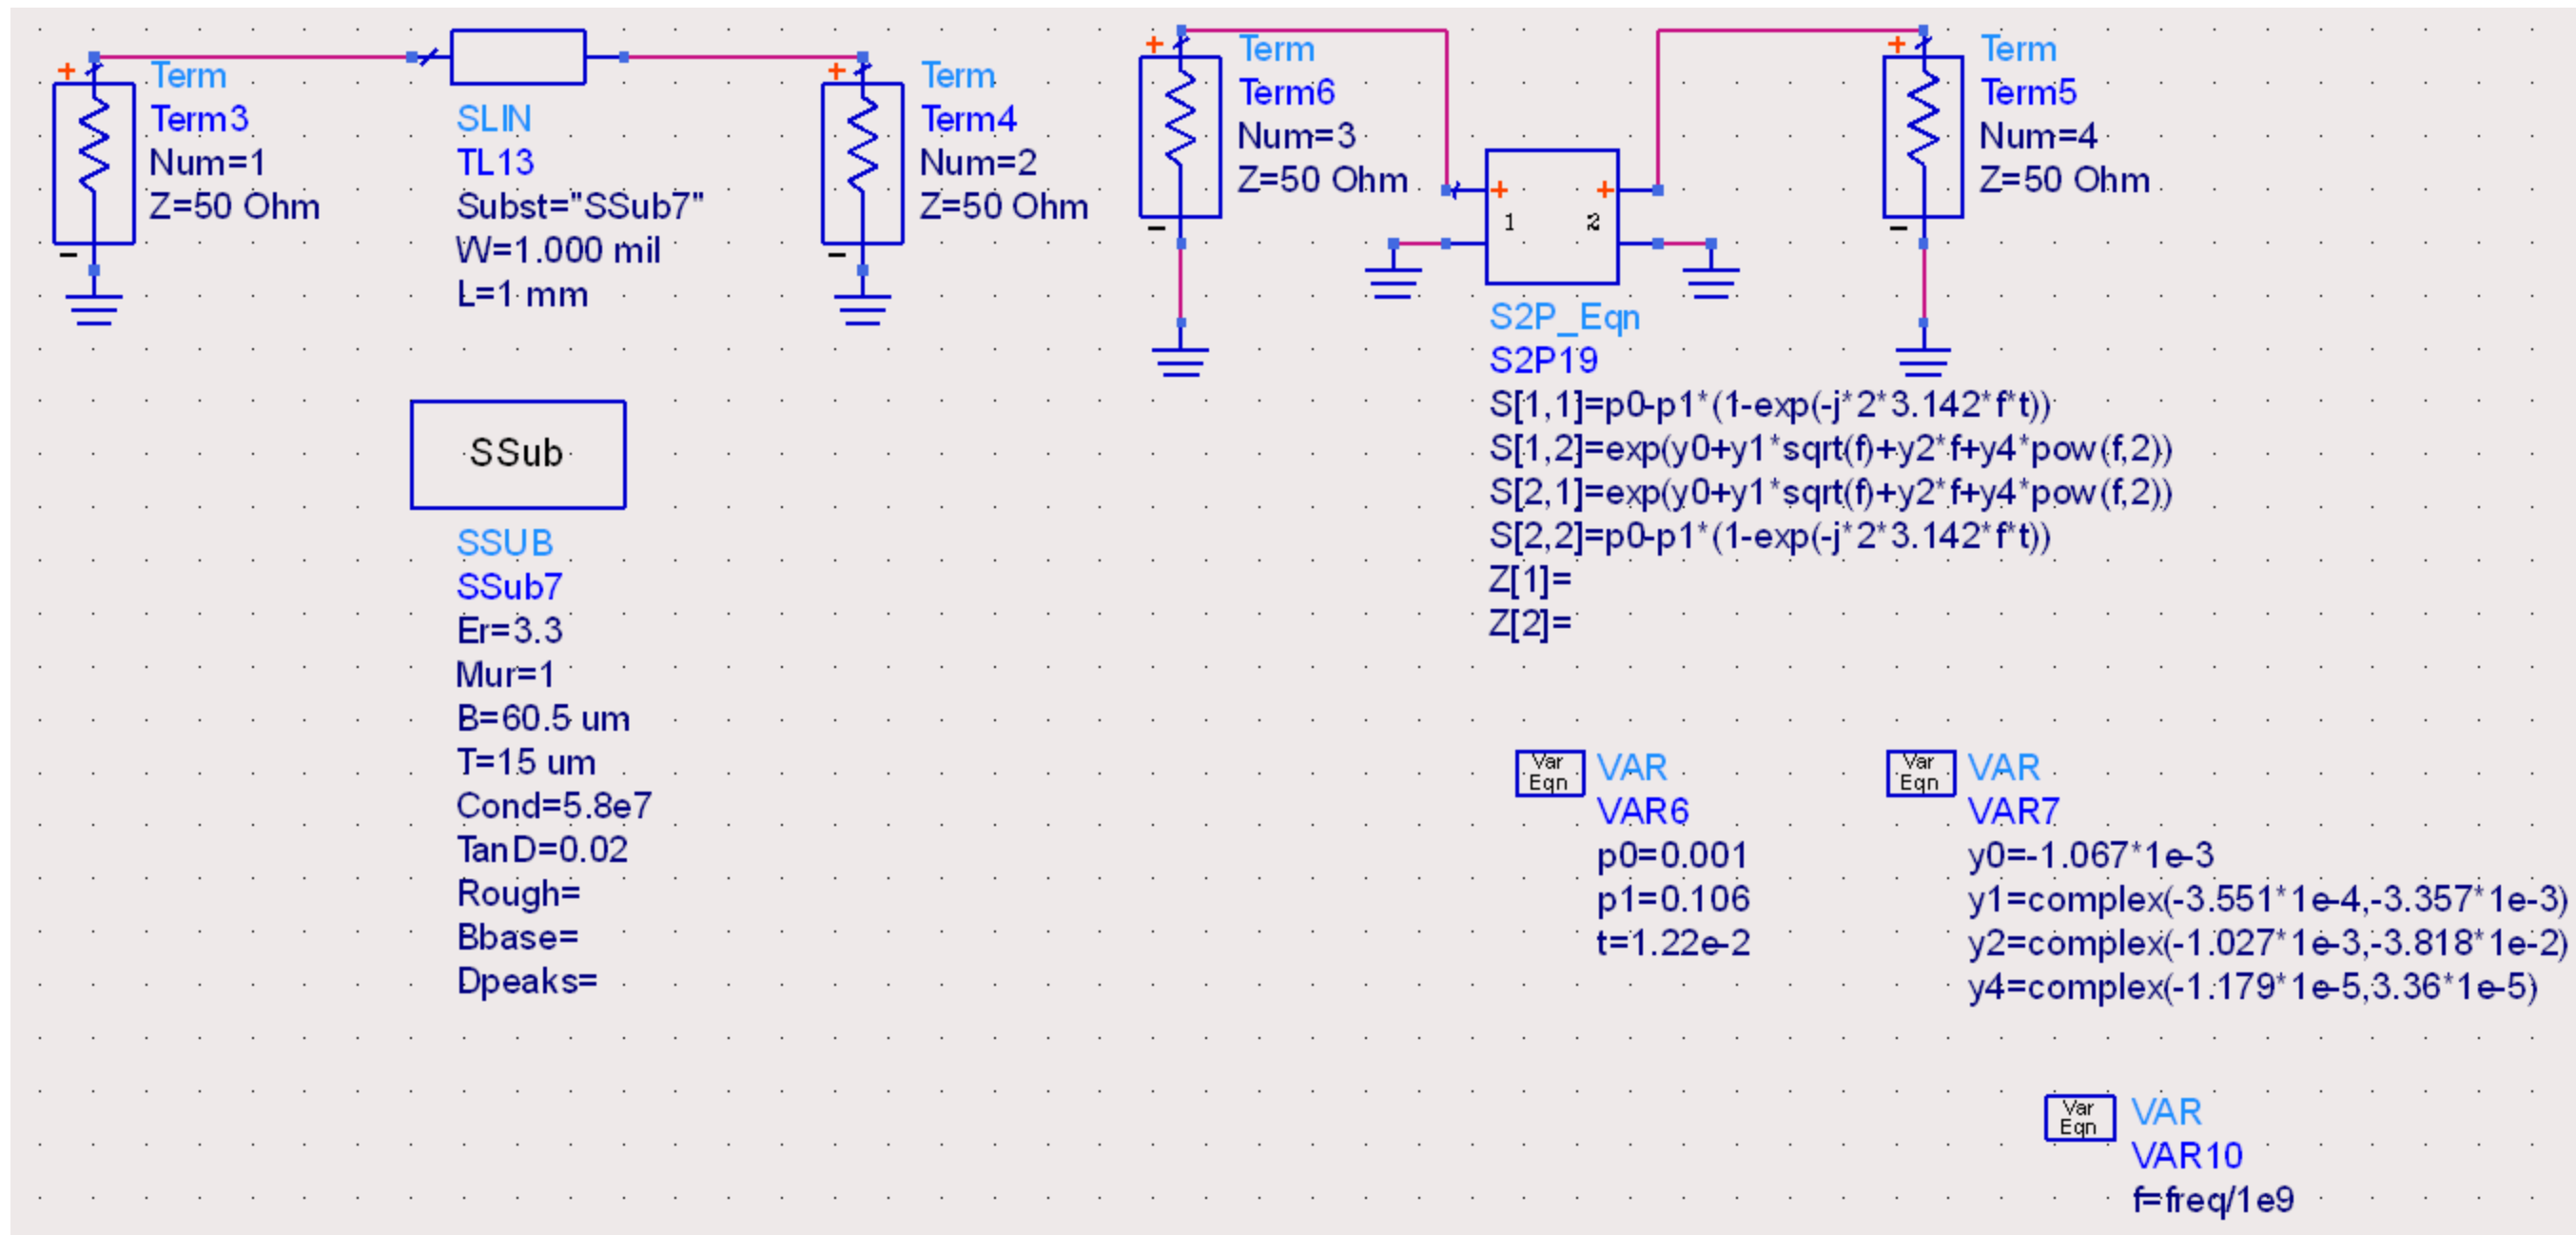 +
Term
Term3
Num=1
Z=50 Ohm
-
SLIN
TL13
Subst="SSub7"
W=1.000 mil
L=1 mm
+
Term
Term4
Num=2
Z=50 Ohm
-
+
Term
Term6
Num=3
Z=50 Ohm
-
+ +
1 2
+
Term
Term5
Num=4
Z=50 Ohm
-
S2P_Eqn
S2P19
S[1,1]=p0-p1*(1-exp(-j*2*3.142*f*t))
S[1,2]=exp(y0+y1*sqrt(f)+y2*f+y4*pow(f,2))
S[2,1]=exp(y0+y1*sqrt(f)+y2*f+y4*pow(f,2))
S[2,2]=p0-p1*(1-exp(-j*2*3.142*f*t))
Z[1]=
Z[2]=
SSub
SSUB
SSub7
Er=3.3
Mur=1
B=60.5 um
T=15 um
Cond=5.8e7
TanD=0.02
Rough=
Bbase=
Dpeaks=
Var
Eqn
VAR
VAR6
p0=0.001
p1=0.106
t=1.22e-2
Var
Eqn
VAR
VAR7
y0=-1.067*1e-3
y1=complex(-3.551*1e-4,-3.357*1e-3)
y2=complex(-1.027*1e-3,-3.818*1e-2)
y4=complex(-1.179*1e-5,3.36*1e-5)
Var
Eqn
VAR
VAR10
f=freq/1e9